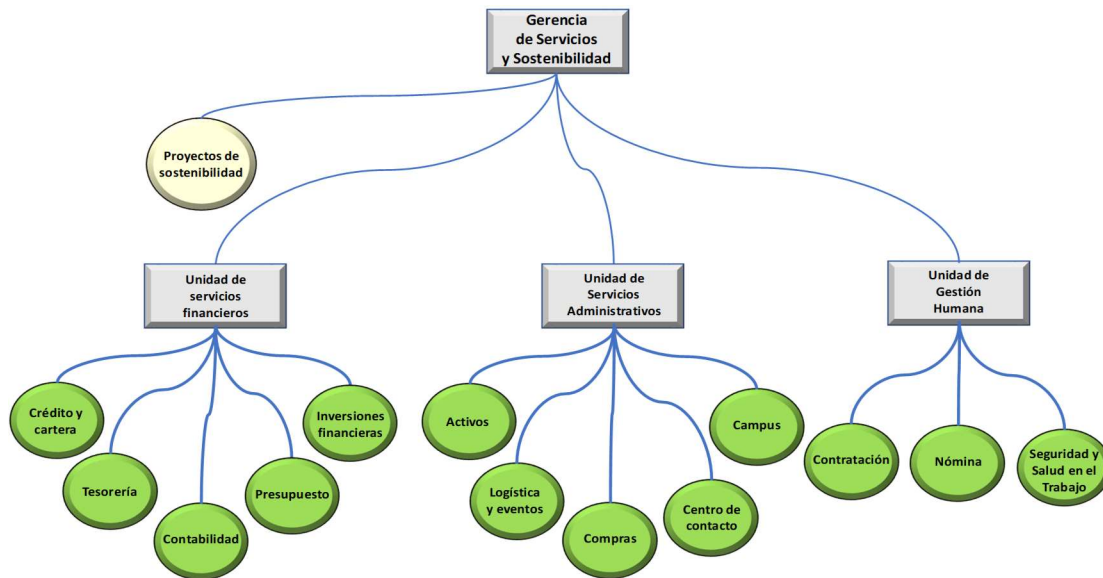 Gerencia
de Servicios
y Sostenibilidad
Proyectos de
sostenibilidad
Unidad de
servicios
financieros
Unidad de
Servicios
Administrativos
Unidad de
Gestión
Humana
Crédito y
cartera
Tesorería
Contabilidad
Presupuesto
Inversiones
financieras
Activos
Logística
y eventos
Compras
Centro de
contacto
Campus
Contratación
Nómina
Seguridad y
Salud en el
Trabajo